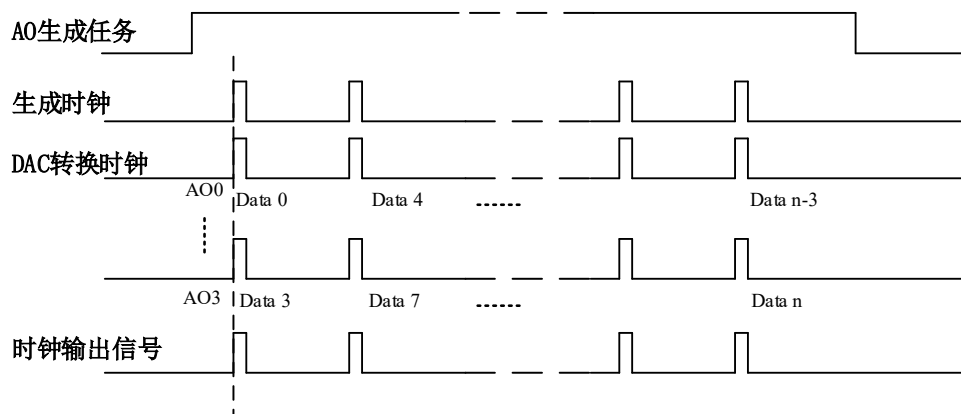 AO生成任务
生成时钟
DAC转换时钟
AO0 Data 0 Data 4 ...... Data n-3
AO3 Data 3 Data 7 ...... Data n
时钟输出信号